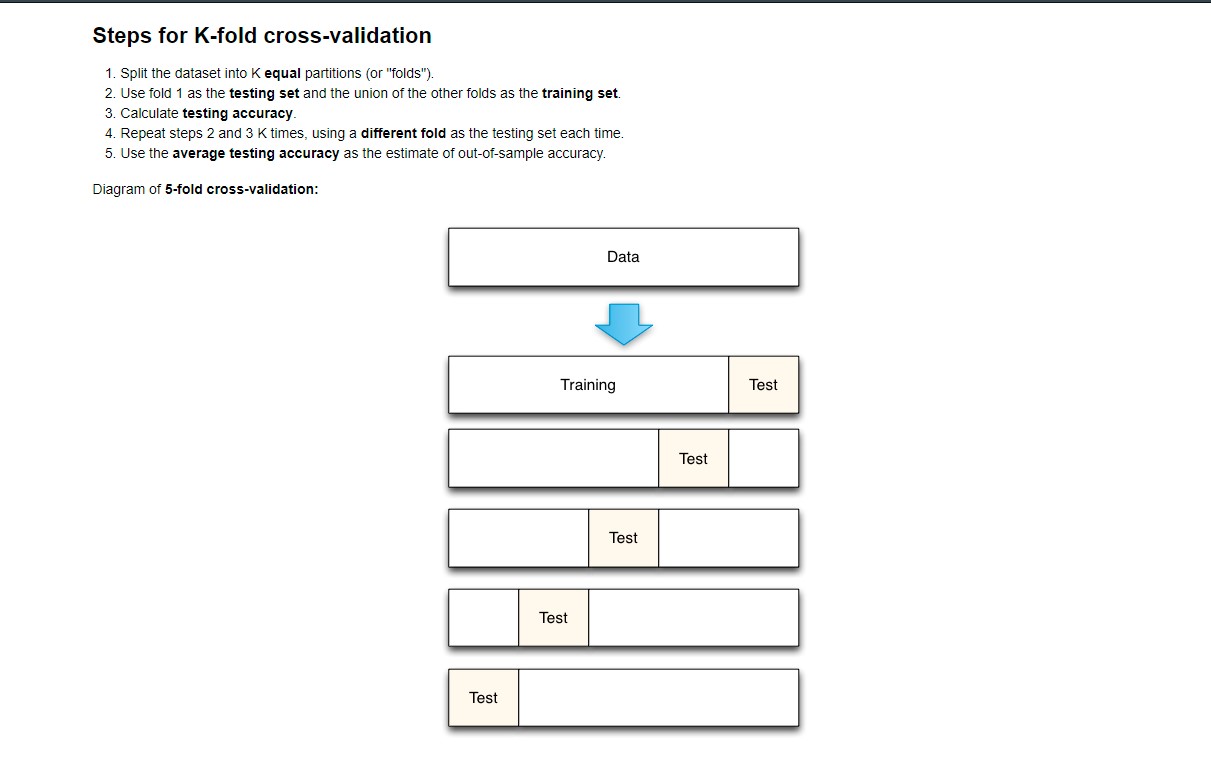 Steps for K-fold cross-validation
1. Split the dataset into K equal partitions (or "folds").
2. Use fold 1 as the testing set and the union of the other folds as the training set.
3. Calculate testing accuracy.
4. Repeat steps 2 and 3 K times, using a different fold as the testing set each time.
5. Use the average testing accuracy as the estimate of out-of-sample accuracy.
Diagram of 5-fold cross-validation:
Data
Training Test
Test
Test
Test
Test